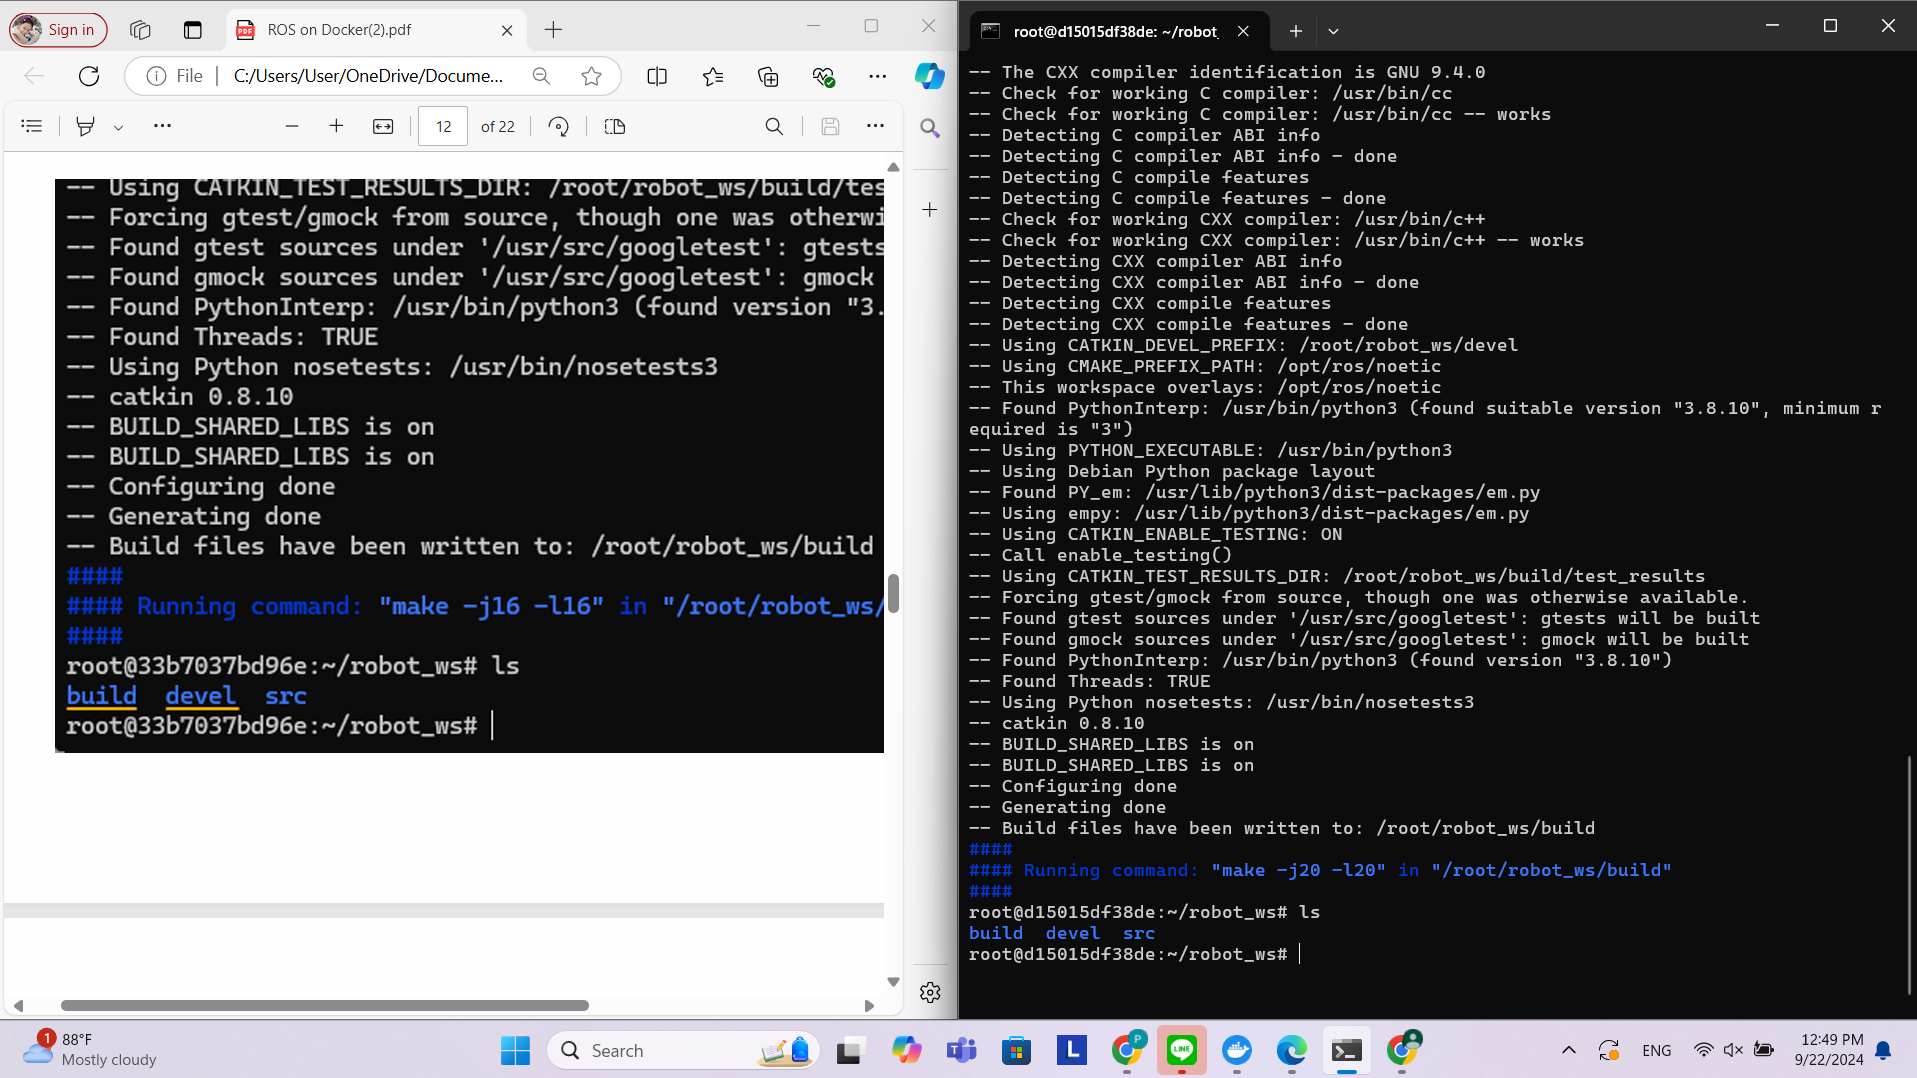 Sign in
ROS on Docker(2).pdf
File
C:/Users/User/OneDrive/Docume...
12
of 22
-- Using CATKIN_TEST_RESULTS_DIR: /root/robot_ws/build/tes
-- Forcing gtest/gmock from source, though one was otherwi
-- Found gtest sources under '/usr/src/googletest': gtests
-- Found gmock sources under '/usr/src/googletest': gmock
-- Found PythonInterp: /usr/bin/python3 (found version "3.
-- Found Threads: TRUE
-- Using Python nosetests: /usr/bin/nosetests3
-- catkin 0.8.10
-- BUILD_SHARED_LIBS is on
-- BUILD_SHARED_LIBS is on
-- Configuring done
-- Generating done
-- Build files have been written to: /root/robot_ws/build
####
#### Running command: "make -j16 -l16" in "/root/robot_ws/
####
root@33b7037bd96e:~/robot_ws# ls
build  devel  src
root@33b7037bd96e:~/robot_ws#
root@d15015df38de: ~/robot_
-- The CXX compiler identification is GNU 9.4.0
-- Check for working C compiler: /usr/bin/cc
-- Check for working C compiler: /usr/bin/cc -- works
-- Detecting C compiler ABI info
-- Detecting C compiler ABI info - done
-- Detecting C compile features
-- Detecting C compile features - done
-- Check for working CXX compiler: /usr/bin/c++
-- Check for working CXX compiler: /usr/bin/c++ -- works
-- Detecting CXX compiler ABI info
-- Detecting CXX compiler ABI info - done
-- Detecting CXX compile features
-- Detecting CXX compile features - done
-- Using CATKIN_DEVEL_PREFIX: /root/robot_ws/devel
-- Using CMAKE_PREFIX_PATH: /opt/ros/noetic
-- This workspace overlays: /opt/ros/noetic
-- Found PythonInterp: /usr/bin/python3 (found suitable version "3.8.10", minimum r
equired is "3")
-- Using PYTHON_EXECUTABLE: /usr/bin/python3
-- Using Debian Python package layout
-- Found PY_em: /usr/lib/python3/dist-packages/em.py
-- Using empy: /usr/lib/python3/dist-packages/em.py
-- Using CATKIN_ENABLE_TESTING: ON
-- Call enable_testing()
-- Using CATKIN_TEST_RESULTS_DIR: /root/robot_ws/build/test_results
-- Forcing gtest/gmock from source, though one was otherwise available.
-- Found gtest sources under '/usr/src/googletest': gtests will be built
-- Found gmock sources under '/usr/src/googletest': gmock will be built
-- Found PythonInterp: /usr/bin/python3 (found version "3.8.10")
-- Found Threads: TRUE
-- Using Python nosetests: /usr/bin/nosetests3
-- catkin 0.8.10
-- BUILD_SHARED_LIBS is on
-- BUILD_SHARED_LIBS is on
-- Configuring done
-- Generating done
-- Build files have been written to: /root/robot_ws/build
####
#### Running command: "make -j20 -l20" in "/root/robot_ws/build"
####
root@d15015df38de:~/robot_ws# ls
build  devel  src
root@d15015df38de:~/robot_ws#
1
88°F
Mostly cloudy
Search
L
P
LINE
ENG
12:49 PM
9/22/2024